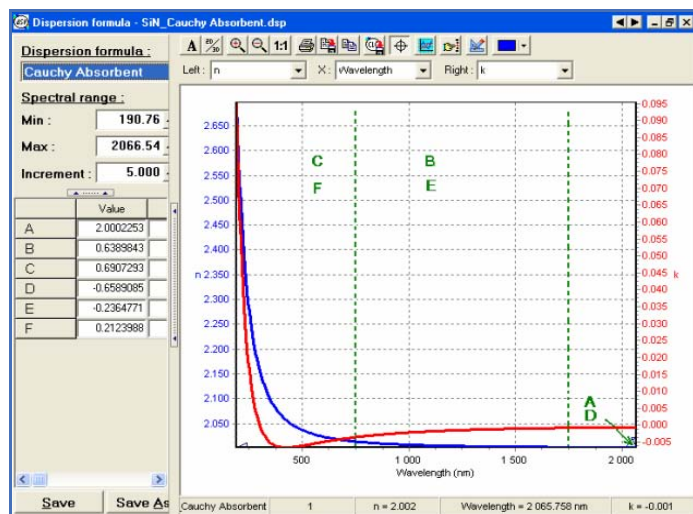 Dispersion formula - SiN_Cauchy Absorbent.dsp
Dispersion formula :
Cauchy Absorbent
Spectral range :
Min : 190.76
Max : 2066.54
Increment : 5.000
Value
A 2.0002253
B 0.6389843
C 0.6907293
D -0.6589085
E -0.2364771
F 0.2123988
Save Save As
A 2D/3D 1:1
Left : n X : Wavelength Right : k
2.650
2.600
2.550
2.500
2.450
2.400
n 2.350
2.300
2.250
2.200
2.150
2.100
2.050
C B
F E
A
D
0.095
0.090
0.085
0.080
0.075
0.070
0.065
0.060
0.055
0.050
0.045
0.040
0.035 k
0.030
0.025
0.020
0.015
0.010
0.005
0.000
-0.005
500 1 000 1 500 2 000
Wavelength (nm)
Cauchy Absorbent 1 n = 2.002 Wavelength = 2 065.758 nm k = -0.001